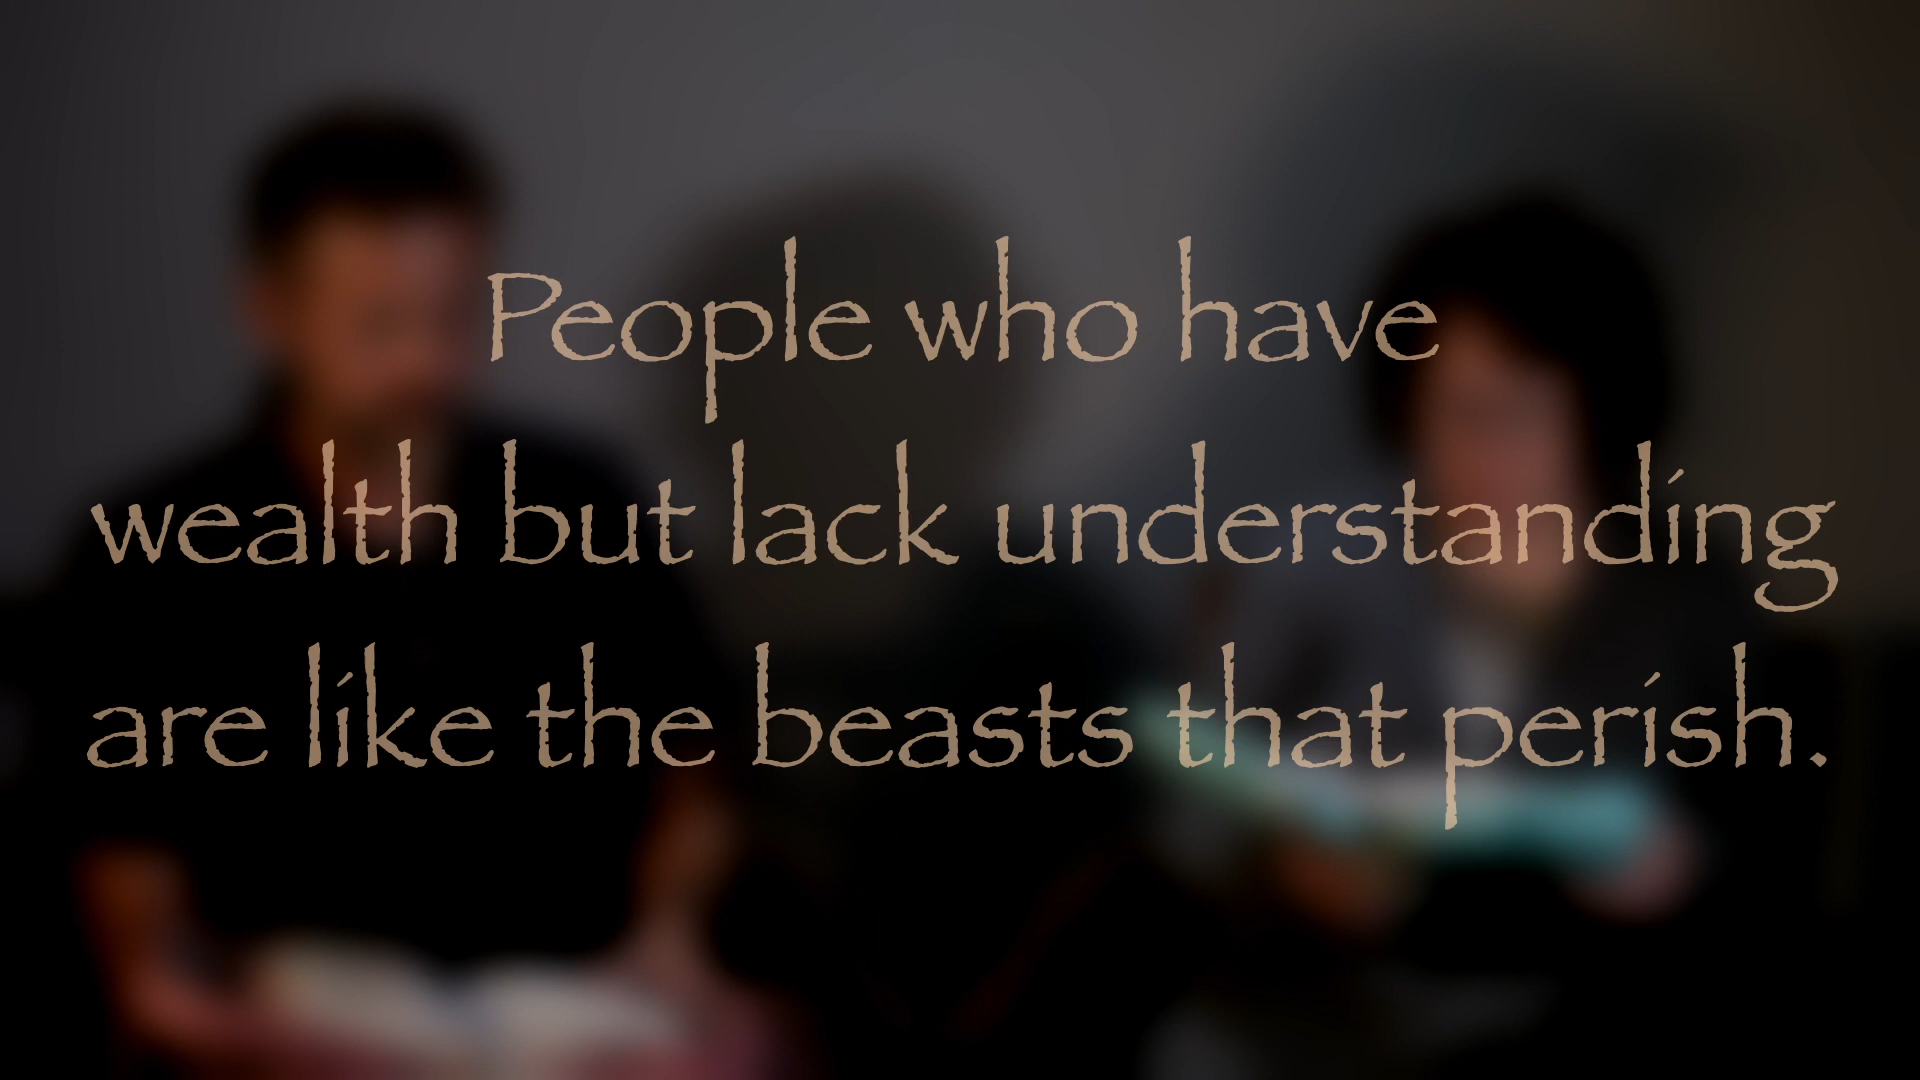 People who have
wealth but lack understanding
are like the beasts that perish.